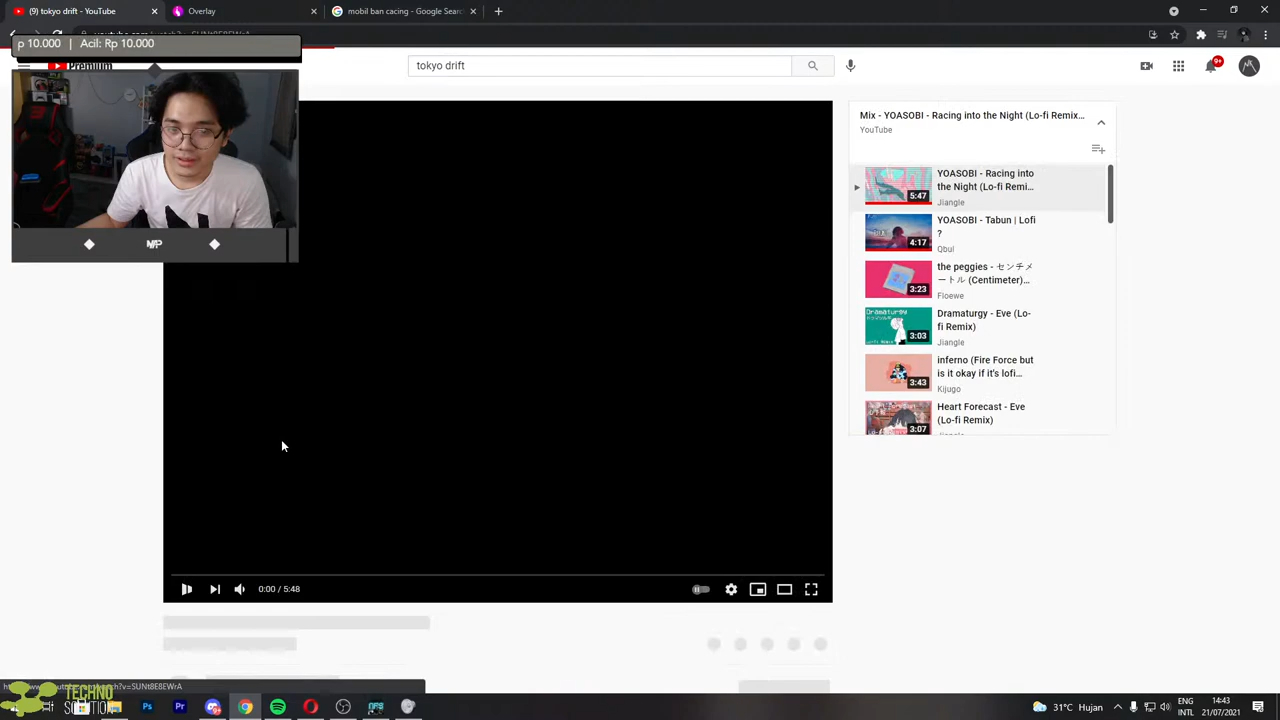 (9) tokyo drift - YouTube
Overlay
mobil ban cacing - Google Searc
p 10.000 | Acil: Rp 10.000
Premium
tokyo drift
9+
Mix - YOASOBI - Racing into the Night (Lo-fi Remix...
YouTube
YOASOBI - Racing into
the Night (Lo-fi Remi...
Jiangle
5:47
YOASOBI - Tabun | Lofi
?
Qbul
4:17
the peggies - センチメ
ートル (Centimeter)...
Floewe
3:23
Dramaturgy - Eve (Lo-
fi Remix)
Jiangle
3:03
inferno (Fire Force but
is it okay if it's lofi...
Kijugo
3:43
Heart Forecast - Eve
(Lo-fi Remix)
3:07
0:00 / 5:48
TECHNO
SOLUTION
31°C Hujan
ENG
INTL
14:43
21/07/2021